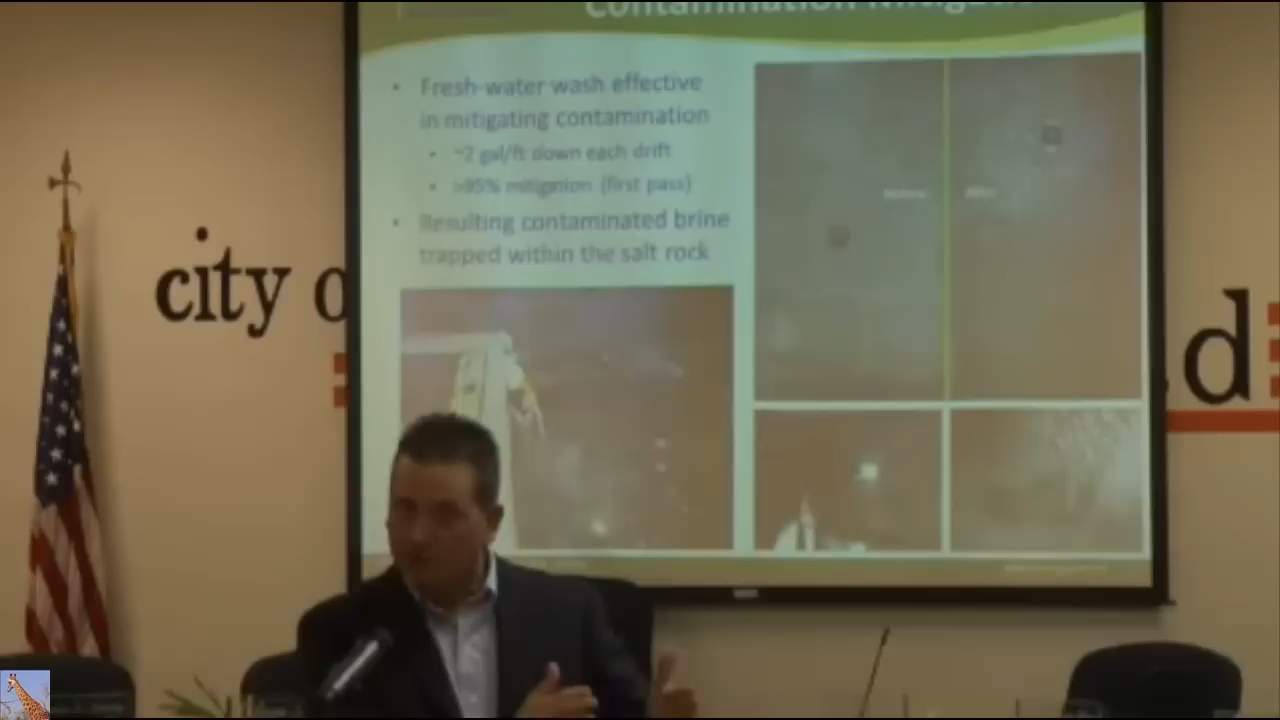 Contamination
• Fresh-water wash effective
in mitigating contamination
• ~2 gal/ft down each drift
• >95% mitigation (first pass)
• Resulting contaminated brine
trapped within the salt rock
city o
d